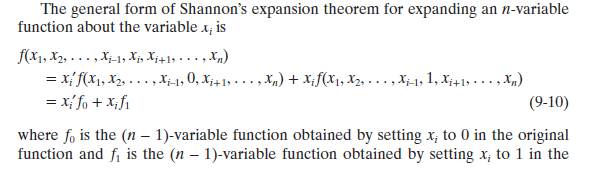 The general form of Shannon's expansion theorem for expanding an n-variable
function about the variable xᵢ is
f(x₁, x₂, . . . , xᵢ₋₁, xᵢ, xᵢ₊₁, . . . , xₙ)
= xᵢ′f(x₁, x₂, . . . , xᵢ₋₁, 0, xᵢ₊₁, . . . , xₙ) + xᵢf(x₁, x₂, . . . , xᵢ₋₁, 1, xᵢ₊₁, . . . , xₙ)
= xᵢ′f₀ + xᵢf₁ (9-10)
where f₀ is the (n – 1)-variable function obtained by setting xᵢ to 0 in the original
function and f₁ is the (n – 1)-variable function obtained by setting xᵢ to 1 in the